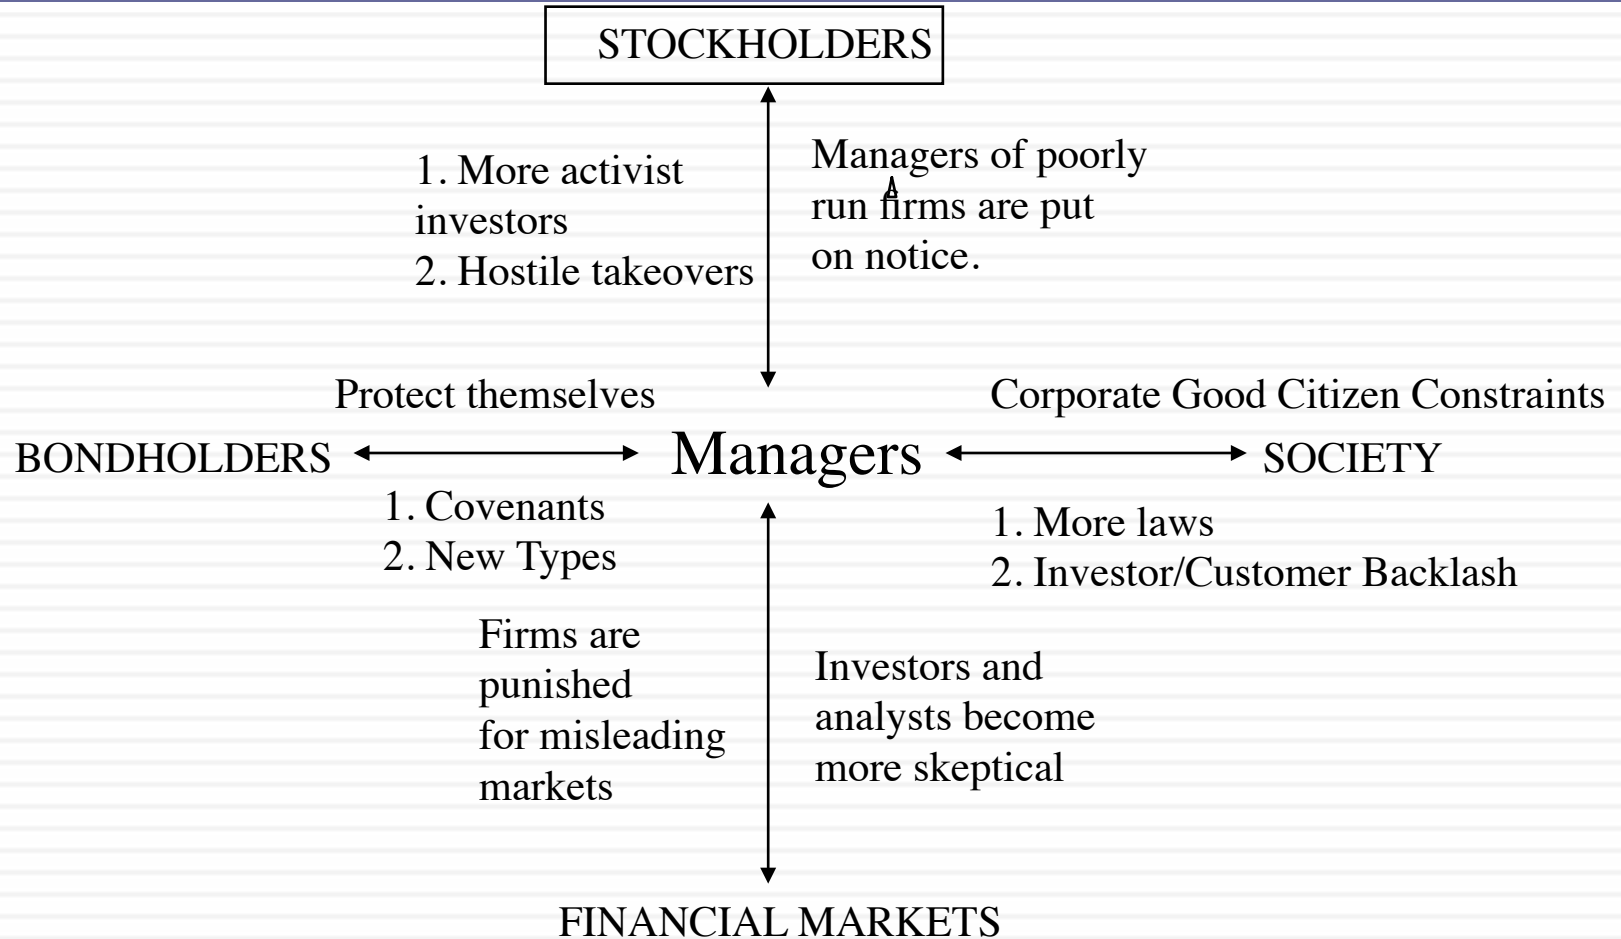 STOCKHOLDERS
1. More activist
investors
2. Hostile takeovers
Managers of poorly
run firms are put
on notice.
Protect themselves
BONDHOLDERS
1. Covenants
2. New Types
Managers
Corporate Good Citizen Constraints
SOCIETY
1. More laws
2. Investor/Customer Backlash
Firms are
punished
for misleading
markets
Investors and
analysts become
more skeptical
FINANCIAL MARKETS